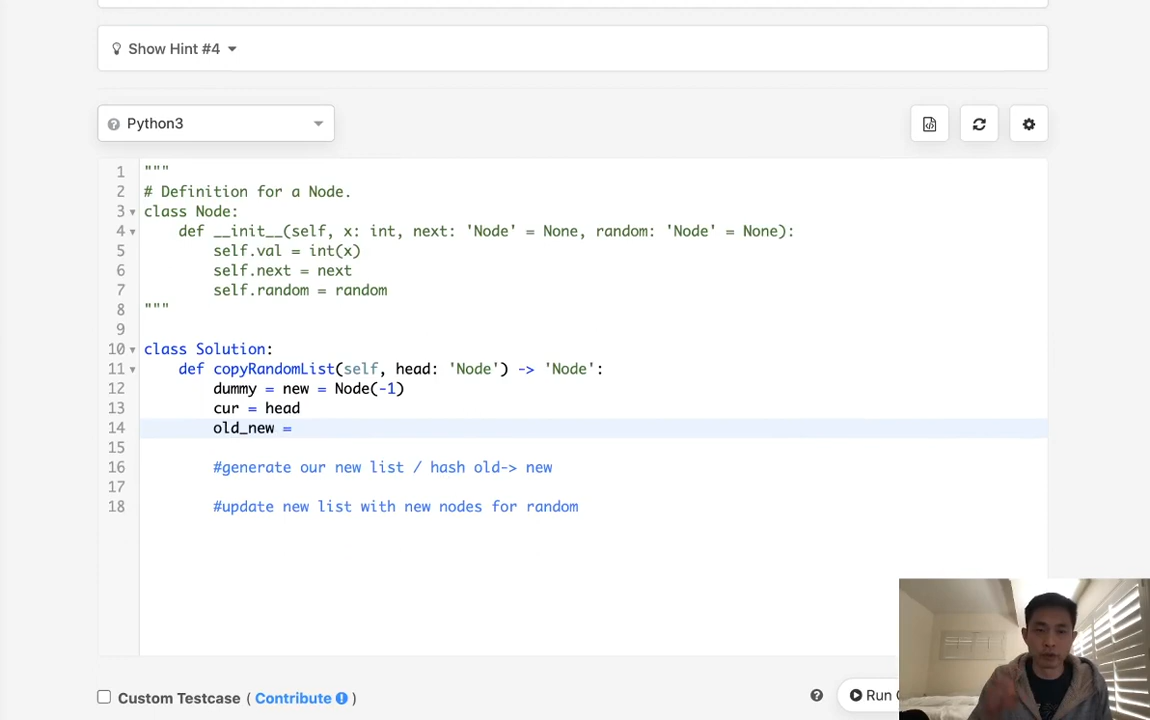 Show Hint #4
Python3
1 """
2 # Definition for a Node.
3 class Node:
4     def __init__(self, x: int, next: 'Node' = None, random: 'Node' = None):
5         self.val = int(x)
6         self.next = next
7         self.random = random
8 """
9
10 class Solution:
11     def copyRandomList(self, head: 'Node') -> 'Node':
12         dummy = new = Node(-1)
13         cur = head
14         old_new =
15
16         #generate our new list / hash old-> new
17
18         #update new list with new nodes for random
Custom Testcase ( Contribute )
Run